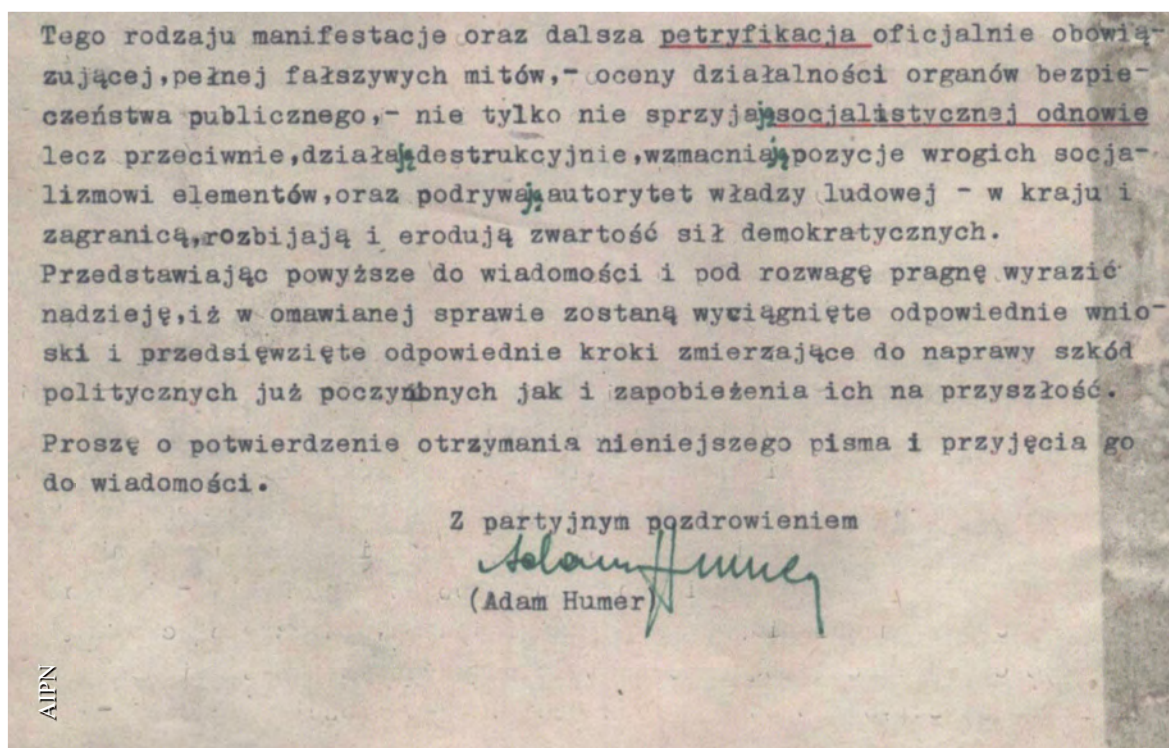 Tego rodzaju manifestacje oraz dalsza petryfikacja oficjalnie obowią-
zującej,pełnej fałszywych mitów,- oceny działalności organów bezpie-
czeństwa publicznego,- nie tylko nie sprzyjają socjalistycznej odnowie
lecz przeciwnie,działają destrukcyjnie,wzmacniają pozycje wrogich socja-
lizmowi elementów,oraz podrywają autorytet władzy ludowej - w kraju i
zagranicą,rozbijają i erodują zwartość sił demokratycznych.
Przedstawiając powyższe do wiadomości i pod rozwagę pragnę wyrazić
nadzieję,iż w omawianej sprawie zostaną wyciągnięte odpowiednie wnio-
ski i przedsięwzięte odpowiednie kroki zmierzające do naprawy szkód
politycznych już poczynionych jak i zapobieżenia ich na przyszłość.
Proszę o potwierdzenie otrzymania nieniejszego pisma i przyjęcia go
do wiadomości.
Z partyjnym pozdrowieniem
Adam Humer
(Adam Humer)
AIPN